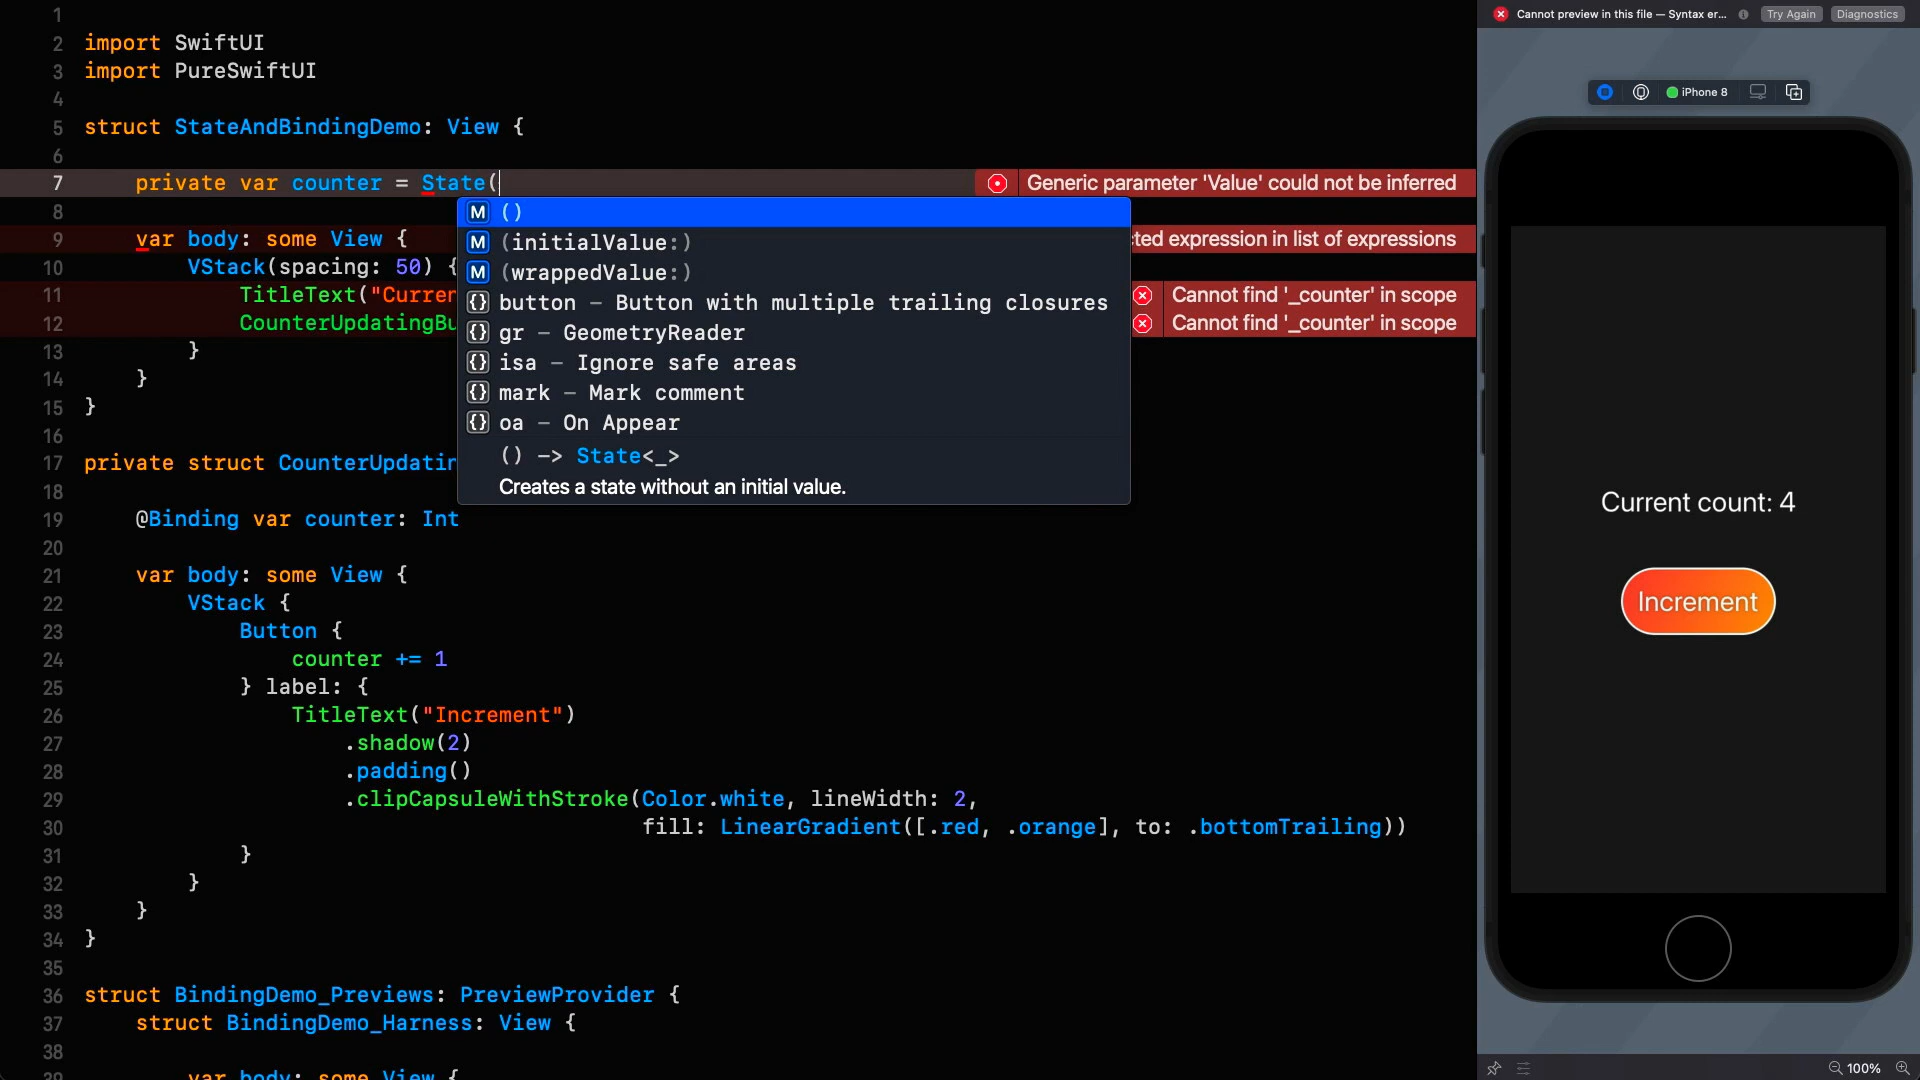 1
2 import SwiftUI
3 import PureSwiftUI
4
5 struct StateAndBindingDemo: View {
6
7 private var counter = State( Generic parameter 'Value' could not be inferred
8
9 var body: some View { cted expression in list of expressions
10 VStack(spacing: 50) {
11 TitleText("Curren Cannot find '_counter' in scope
12 CounterUpdatingBu Cannot find '_counter' in scope
13 }
14 }
15 }
16
17 private struct CounterUpdatin
18
19 @Binding var counter: Int
20
21 var body: some View {
22 VStack {
23 Button {
24 counter += 1
25 } label: {
26 TitleText("Increment")
27 .shadow(2)
28 .padding()
29 .clipCapsuleWithStroke(Color.white, lineWidth: 2,
30 fill: LinearGradient([.red, .orange], to: .bottomTrailing))
31 }
32 }
33 }
34 }
35
36 struct BindingDemo_Previews: PreviewProvider {
37 struct BindingDemo_Harness: View {
38
39 var body: some View {
M ()
M (initialValue:)
M (wrappedValue:)
{} button – Button with multiple trailing closures
{} gr – GeometryReader
{} isa – Ignore safe areas
{} mark – Mark comment
{} oa – On Appear
() -> State<_>
Creates a state without an initial value.
Cannot preview in this file — Syntax er... Try Again Diagnostics
iPhone 8
Current count: 4
Increment
100%